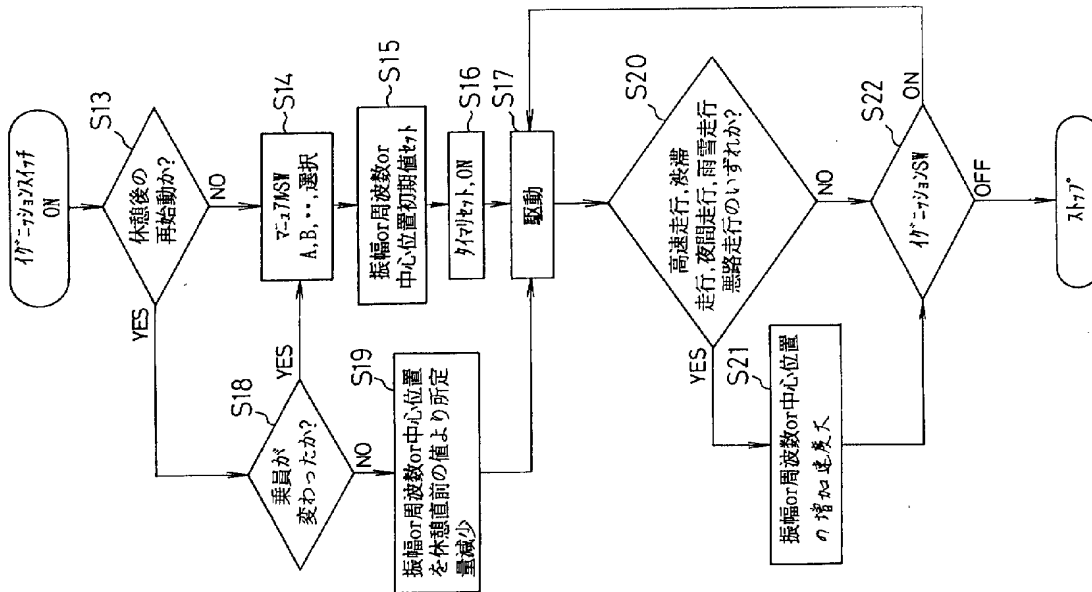 イグニッションスイッチ
ON
S13
休憩後の
再始動か?
YES
NO
S18
乗員が
変わったか?
YES
NO
S14
マニュアルSW
A,B,‥,選択
S15
振幅or周波数or
中心位置初期値セット
S16
タイマリセット,ON
S19
振幅or周波数or中心位置
を休憩直前の値より所定
量減少
S17
駆動
S20
高速走行,渋滞
走行,夜間走行,雨雪走行
悪路走行のいずれか?
YES
NO
S21
振幅or周波数or中心位置
の増加速度大
S22
イグニッションSW
ON
OFF
ストップ